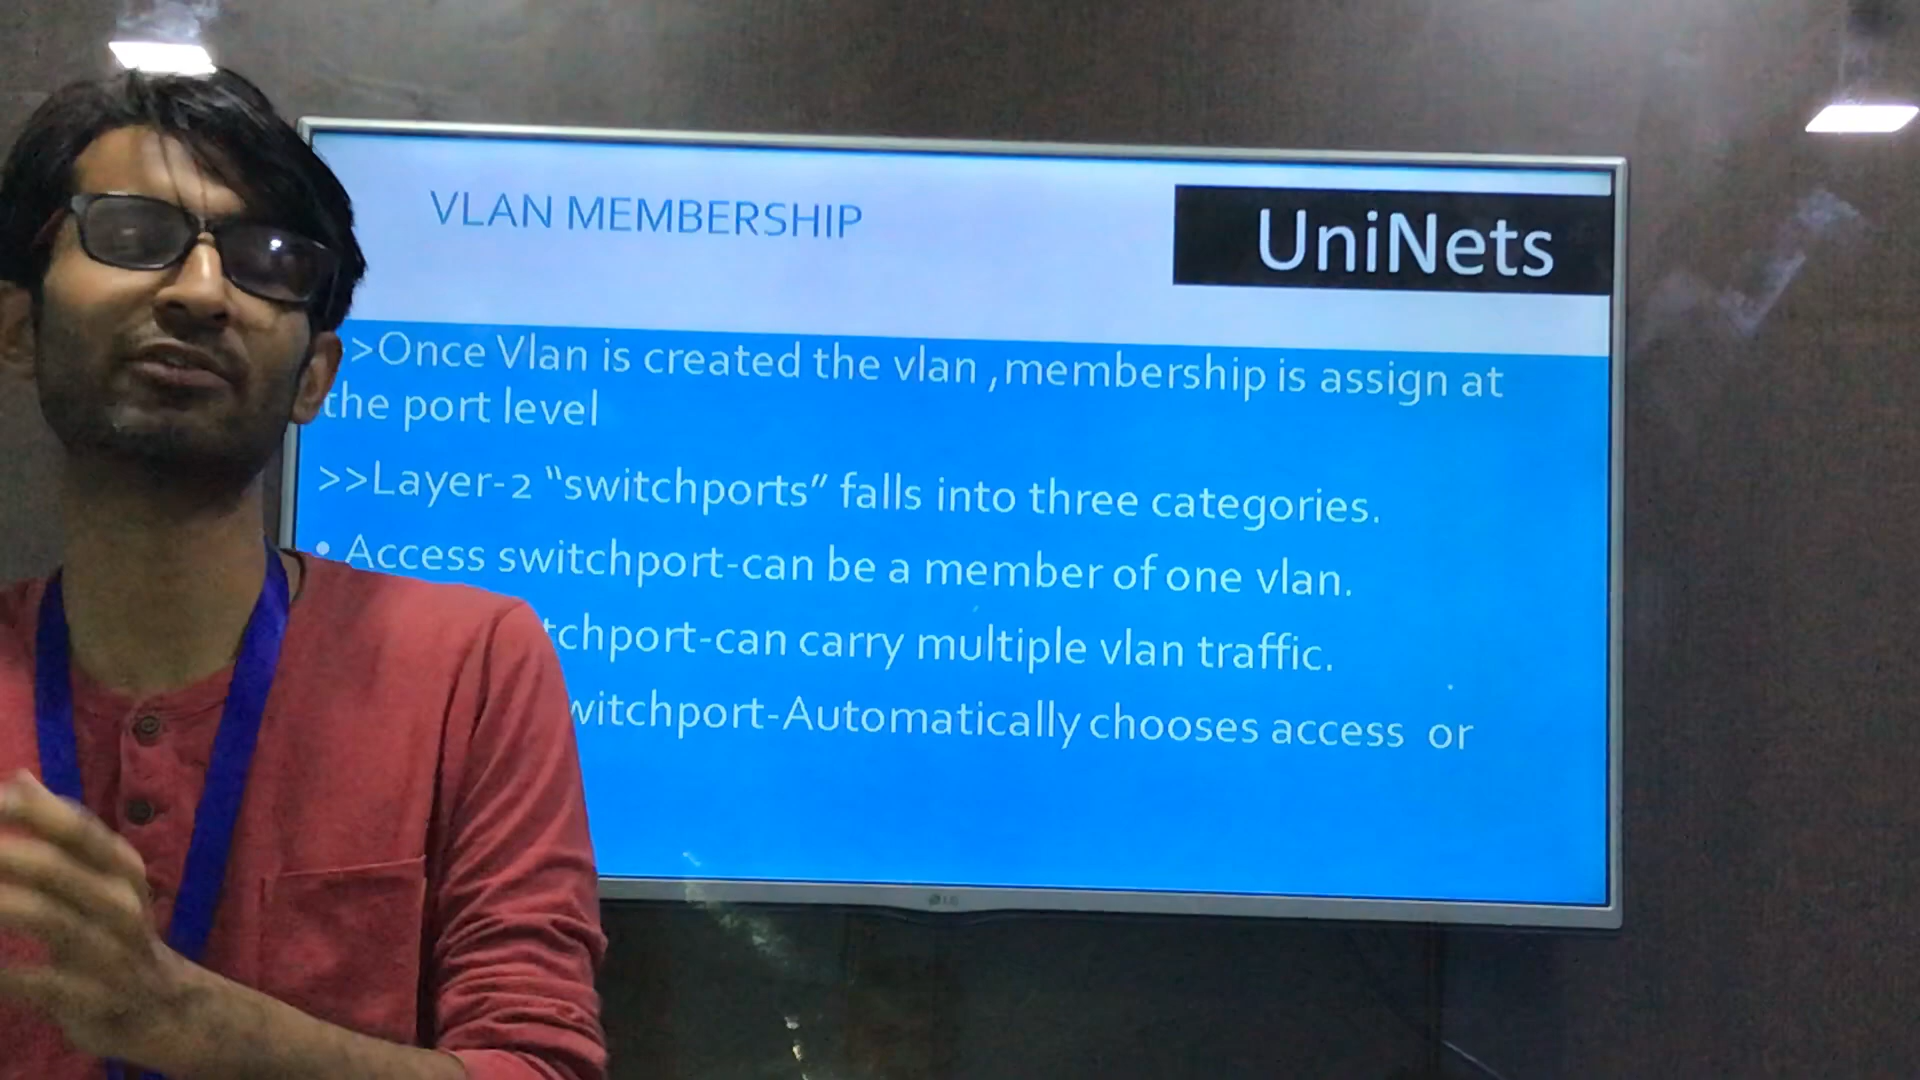 VLAN MEMBERSHIP
UniNets
>Once Vlan is created the vlan ,membership is assign at
the port level
>>Layer-2 “switchports” falls into three categories.
• Access switchport-can be a member of one vlan.
tchport-can carry multiple vlan traffic.
witchport-Automatically chooses access or
LG